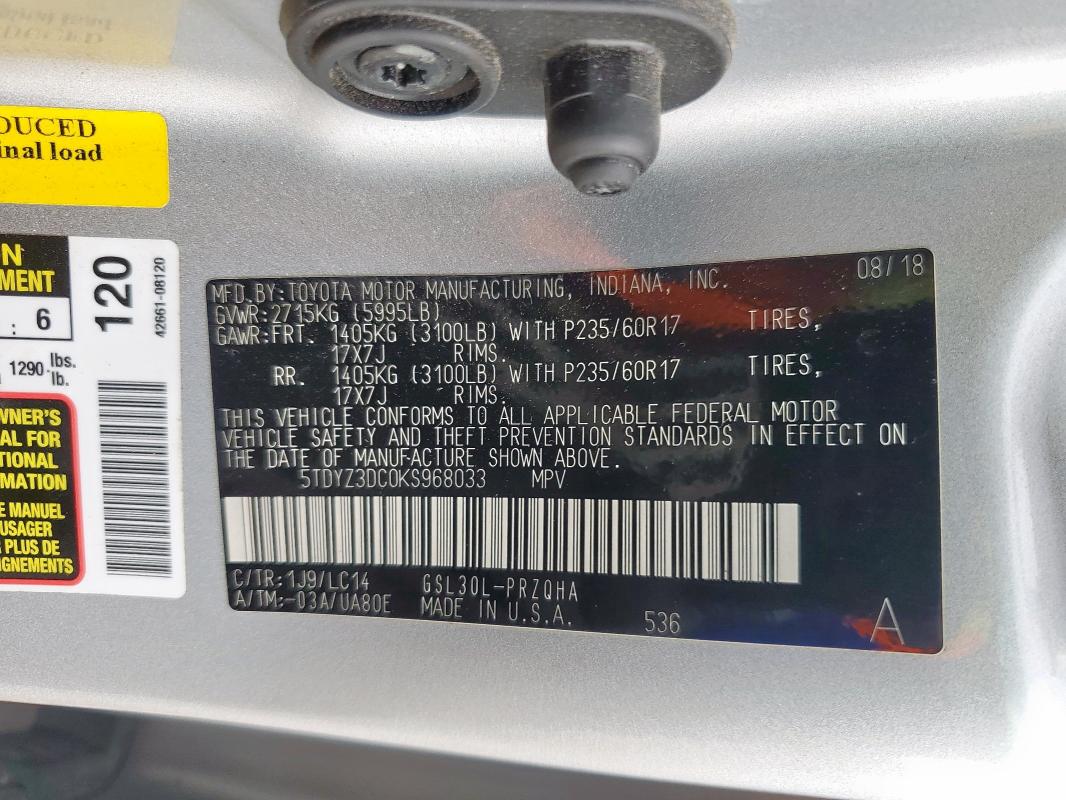 DUCED
inal load
N
MENT
: 6
1290 lbs.
lb.
120
42661-08120
WNER'S
AL FOR
TIONAL
MATION
E MANUEL
USAGER
PLUS DE
IGNEMENTS
08/18
MFD.BY:TOYOTA MOTOR MANUFACTURING, INDIANA, INC.
GVWR:2715KG (5995LB)
GAWR:FRT. 1405KG (3100LB) WITH P235/60R17 TIRES,
17X7J RIMS.
RR. 1405KG (3100LB) WITH P235/60R17 TIRES,
17X7J RIMS.
THIS VEHICLE CONFORMS TO ALL APPLICABLE FEDERAL MOTOR
VEHICLE SAFETY AND THEFT PREVENTION STANDARDS IN EFFECT ON
THE DATE OF MANUFACTURE SHOWN ABOVE.
5TDYZ3DC0KS968033 MPV
C/TR:1J9/LC14 GSL30L-PRZQHA
A/TM:-03A/UA80E MADE IN U.S.A. 536 A